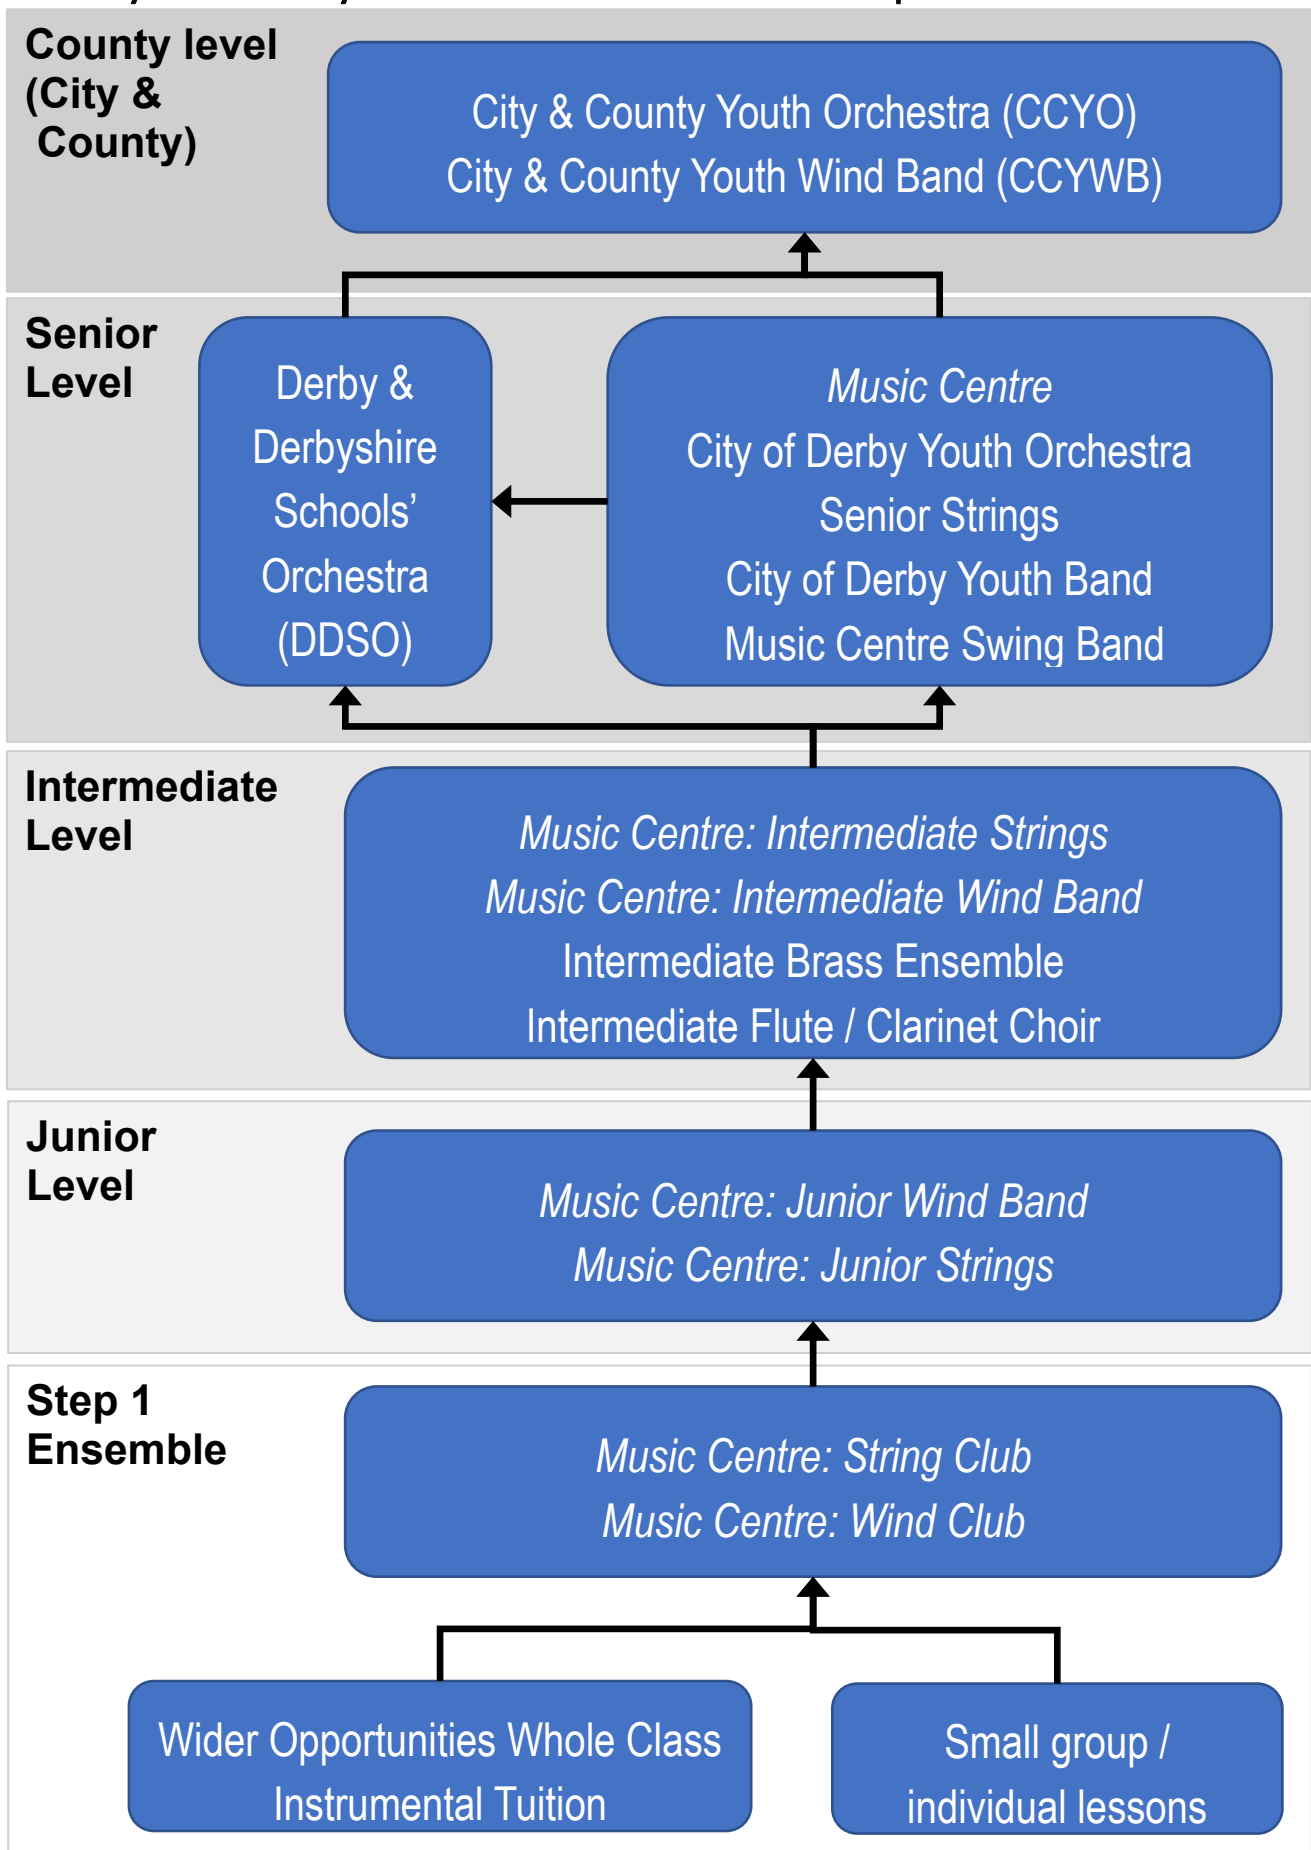 County level
(City &
County)
City & County Youth Orchestra (CCYO)
City & County Youth Wind Band (CCYWB)
Senior
Level
Derby &
Derbyshire
Schools’
Orchestra
(DDSO)
Music Centre
City of Derby Youth Orchestra
Senior Strings
City of Derby Youth Band
Music Centre Swing Band
Intermediate
Level
Music Centre: Intermediate Strings
Music Centre: Intermediate Wind Band
Intermediate Brass Ensemble
Intermediate Flute / Clarinet Choir
Junior
Level
Music Centre: Junior Wind Band
Music Centre: Junior Strings
Step 1
Ensemble
Music Centre: String Club
Music Centre: Wind Club
Wider Opportunities Whole Class
Instrumental Tuition
Small group /
individual lessons